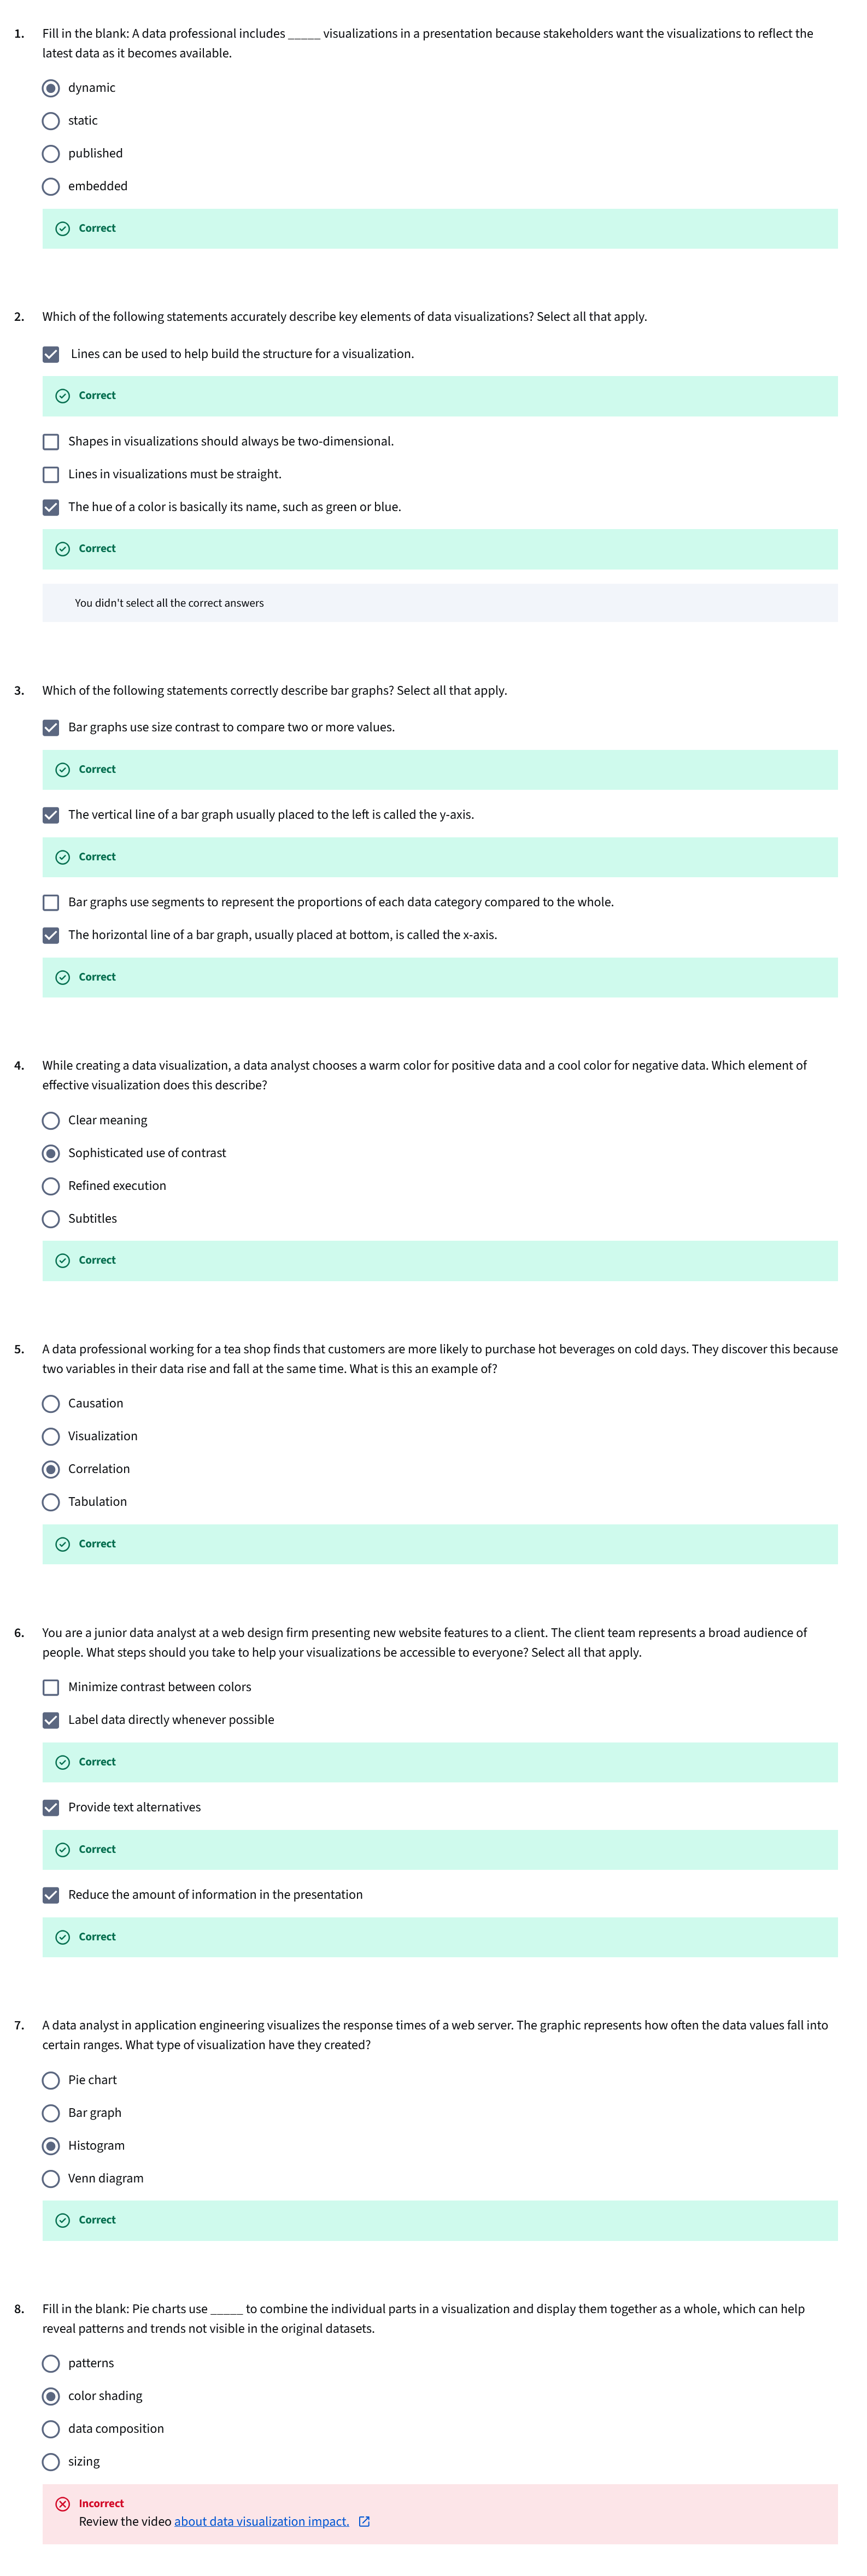 1. Fill in the blank: A data professional includes _____ visualizations in a presentation because stakeholders want the visualizations to reflect the
latest data as it becomes available.
dynamic
static
published
embedded
Correct
2. Which of the following statements accurately describe key elements of data visualizations? Select all that apply.
Lines can be used to help build the structure for a visualization.
Correct
Shapes in visualizations should always be two-dimensional.
Lines in visualizations must be straight.
The hue of a color is basically its name, such as green or blue.
Correct
You didn't select all the correct answers
3. Which of the following statements correctly describe bar graphs? Select all that apply.
Bar graphs use size contrast to compare two or more values.
Correct
The vertical line of a bar graph usually placed to the left is called the y-axis.
Correct
Bar graphs use segments to represent the proportions of each data category compared to the whole.
The horizontal line of a bar graph, usually placed at bottom, is called the x-axis.
Correct
4. While creating a data visualization, a data analyst chooses a warm color for positive data and a cool color for negative data. Which element of
effective visualization does this describe?
Clear meaning
Sophisticated use of contrast
Refined execution
Subtitles
Correct
5. A data professional working for a tea shop finds that customers are more likely to purchase hot beverages on cold days. They discover this because
two variables in their data rise and fall at the same time. What is this an example of?
Causation
Visualization
Correlation
Tabulation
Correct
6. You are a junior data analyst at a web design firm presenting new website features to a client. The client team represents a broad audience of
people. What steps should you take to help your visualizations be accessible to everyone? Select all that apply.
Minimize contrast between colors
Label data directly whenever possible
Correct
Provide text alternatives
Correct
Reduce the amount of information in the presentation
Correct
7. A data analyst in application engineering visualizes the response times of a web server. The graphic represents how often the data values fall into
certain ranges. What type of visualization have they created?
Pie chart
Bar graph
Histogram
Venn diagram
Correct
8. Fill in the blank: Pie charts use _____ to combine the individual parts in a visualization and display them together as a whole, which can help
reveal patterns and trends not visible in the original datasets.
patterns
color shading
data composition
sizing
Incorrect
Review the video about data visualization impact.